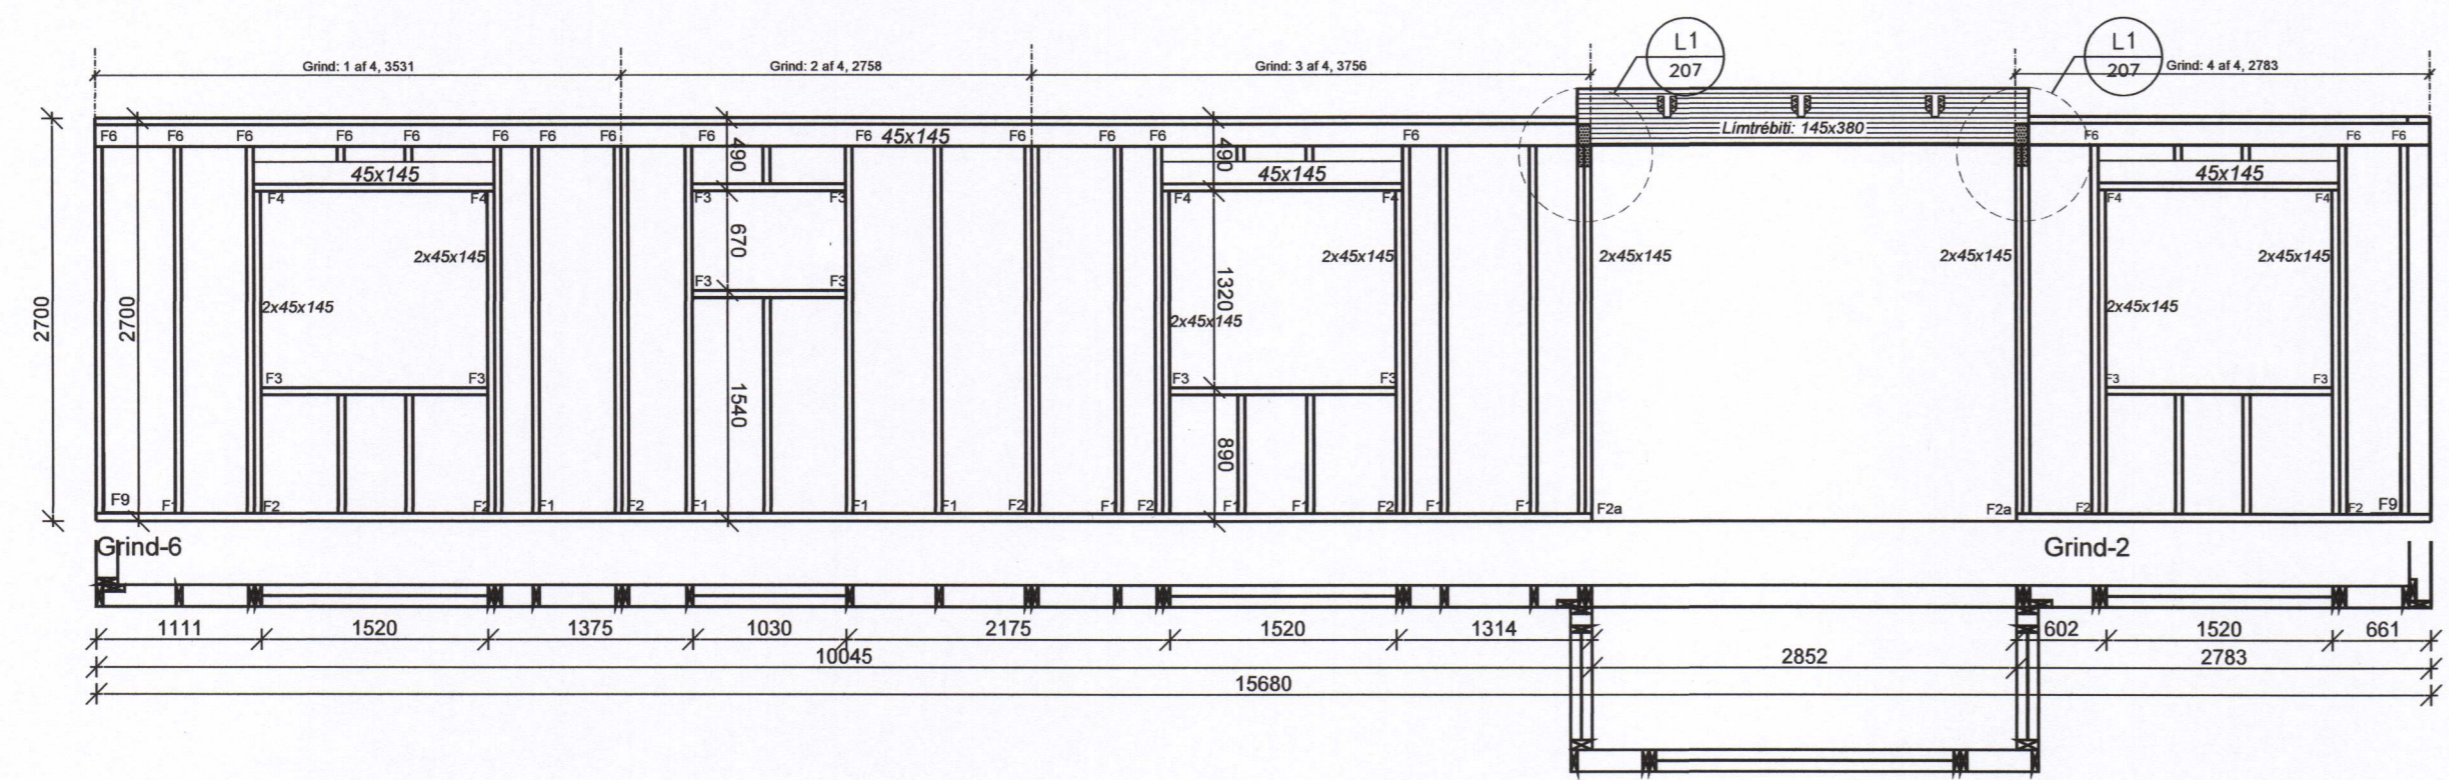 L1
207
L1
207
Grind: 1 af 4, 3531
Grind: 2 af 4, 2758
Grind: 3 af 4, 3756
Grind: 4 af 4, 2783
F6 F6 F6 F6 F6 F6 F6 F6 F6 F6 45x145 F6 F6 F6 F6 Límtrébiti: 145x380 F6 F6 F6
490 490
45x145 45x145 45x145
F4 F4 F3 F3 F4 F4 F4 F4
2x45x145 2x45x145 2x45x145 2x45x145 2x45x145
670
F3 F3
1320
2x45x145 2x45x145 2x45x145
2700 2700
F3 F3 F3 F3 F3 F3
1540
890
F9 F1 F2 F2 F1 F2 F1 F1 F1 F2 F1 F2 F1 F1 F2 F1 F1 F2a F2a F2 F2 F9
Grind-6 Grind-2
1111 1520 1375 1030 2175 1520 1314 602 1520 661
10045 2852 2783
15680